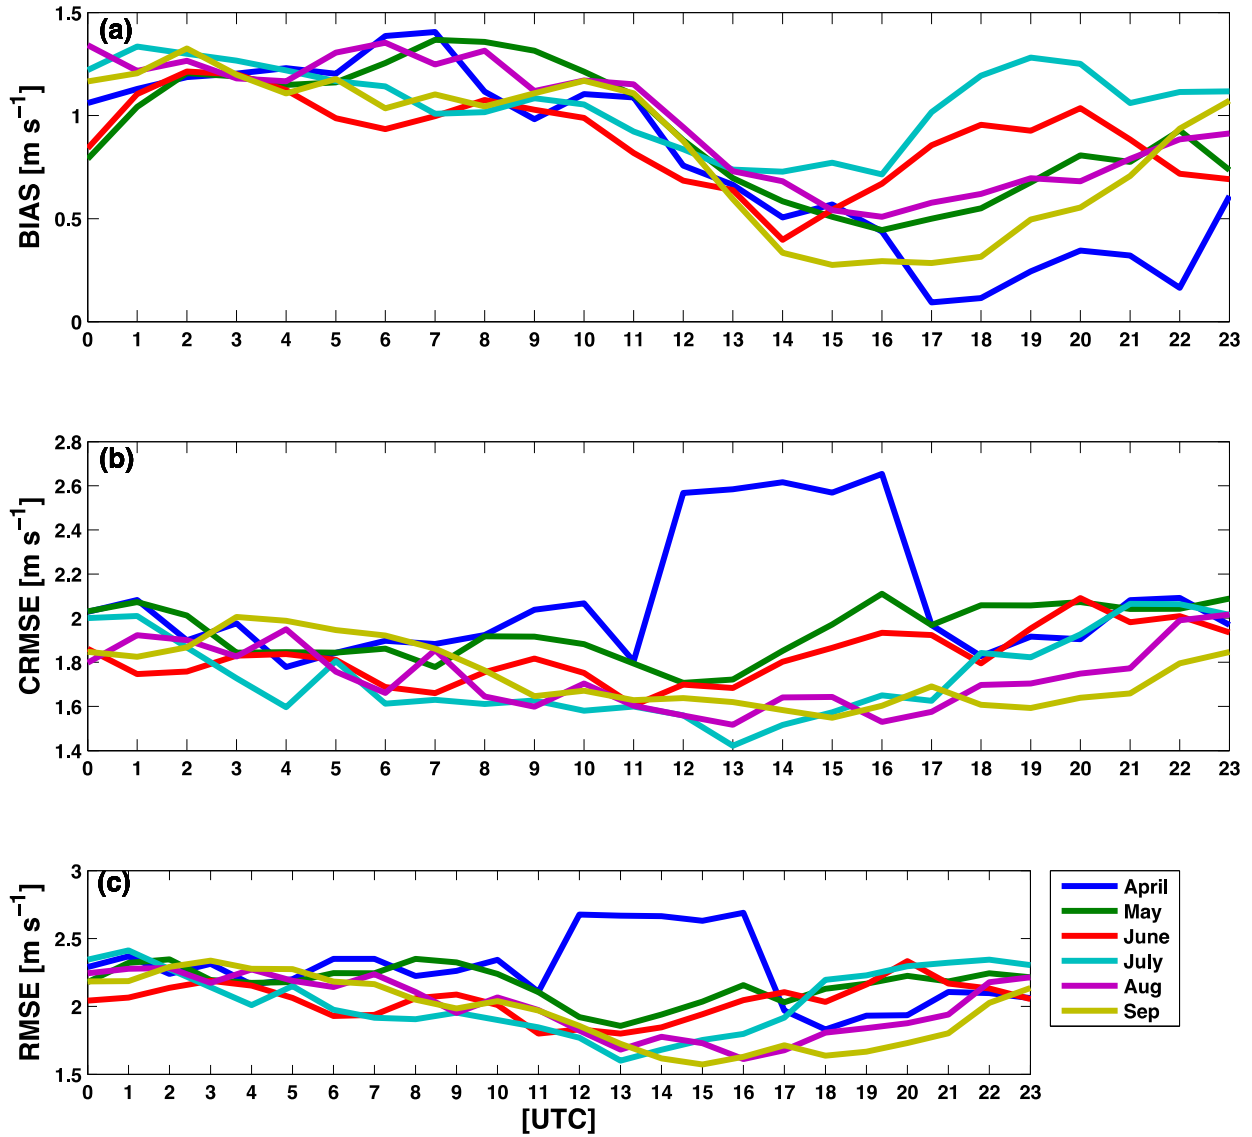 (a)
BIAS [m s⁻¹]
1.5
1
0.5
0
0 1 2 3 4 5 6 7 8 9 10 11 12 13 14 15 16 17 18 19 20 21 22 23
(b)
CRMSE [m s⁻¹]
2.8
2.6
2.4
2.2
2
1.8
1.6
1.4
0 1 2 3 4 5 6 7 8 9 10 11 12 13 14 15 16 17 18 19 20 21 22 23
(c)
RMSE [m s⁻¹]
3
2.5
2
1.5
0 1 2 3 4 5 6 7 8 9 10 11 12 13 14 15 16 17 18 19 20 21 22 23
[UTC]
April
May
June
July
Aug
Sep